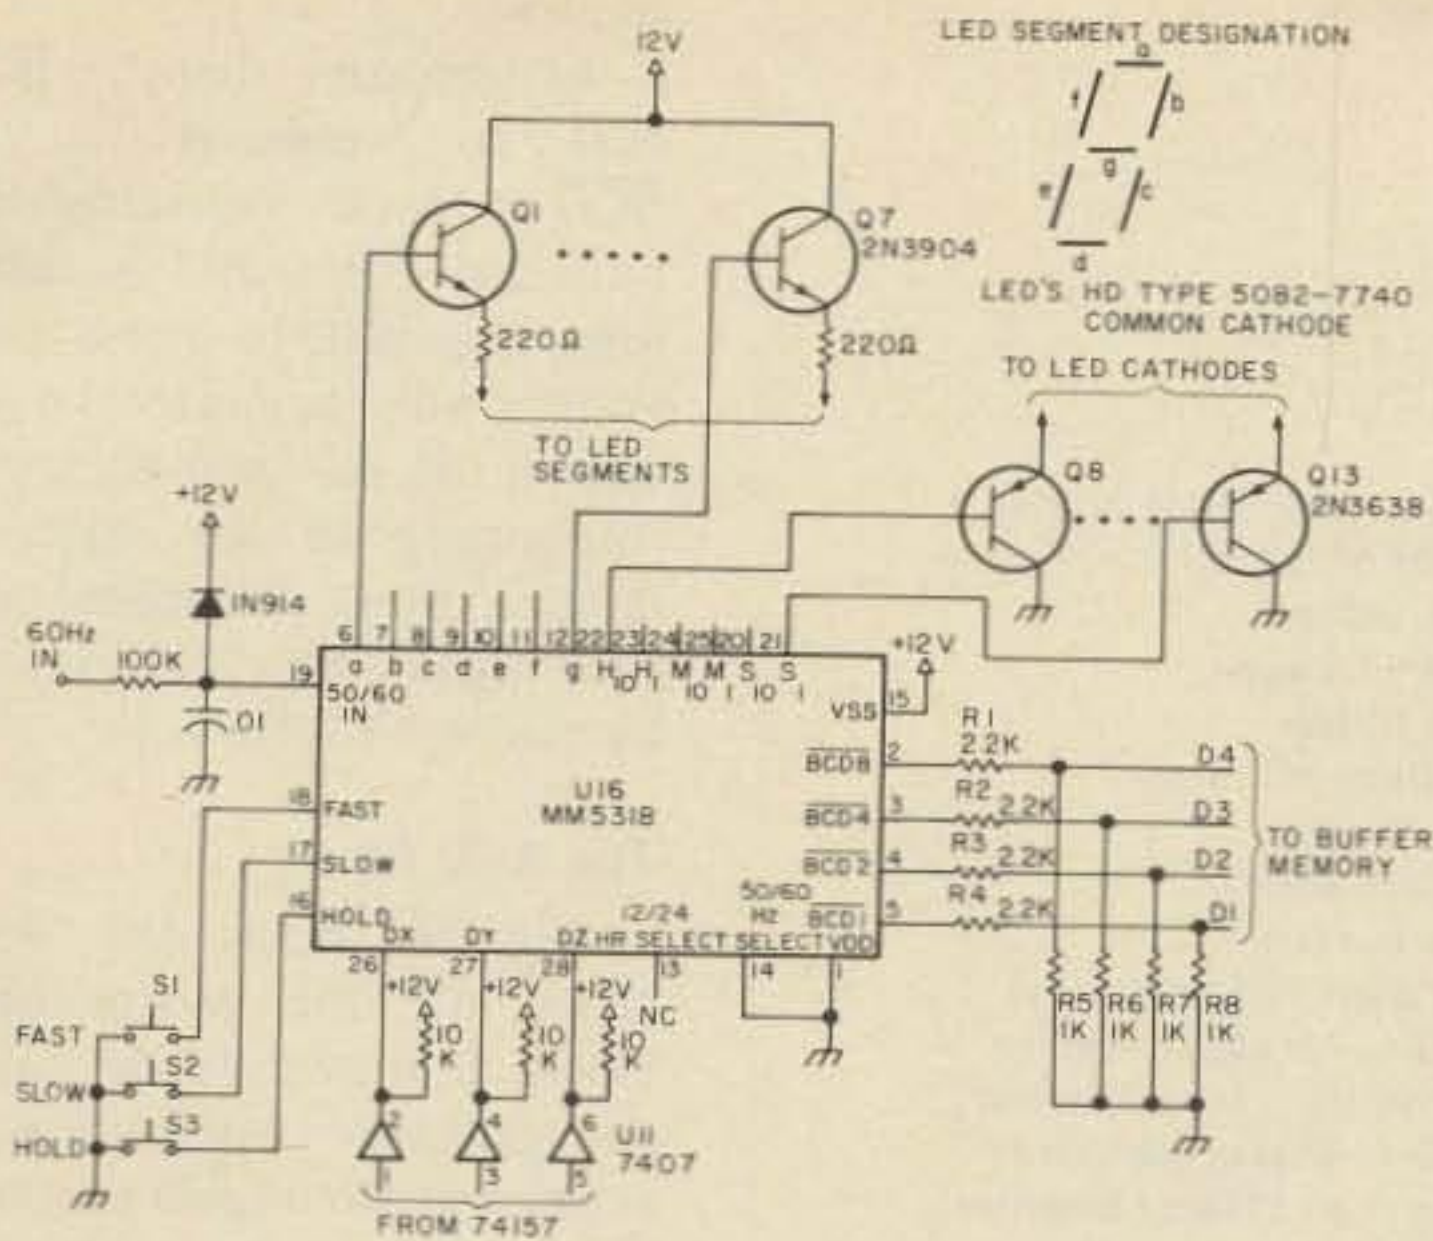 LED SEGMENT DESIGNATION
12V
a
f
b
g
e
c
d
Q1
Q7
2N3904
LED'S HD TYPE 5082-7740
COMMON CATHODE
220Ω
220Ω
TO LED CATHODES
TO LED
SEGMENTS
Q8
Q13
2N3638
+12V
1N914
60Hz
IN
100K
.01
6
7
8
9
10
11
12
22
23
24
25
20
21
a
b
c
d
e
f
g
H10
H1
M10
M1
S10
S1
+12V
19
50/60
IN
VSS
15
R1
2.2K
BCD8
2
D4
U16
MM5318
R2
2.2K
BCD4
3
D3
R3
2.2K
BCD2
4
D2
R4
2.2K
BCD1
5
D1
TO BUFFER
MEMORY
18
FAST
17
SLOW
16
HOLD
DX
DY
DZ
12/24
HR SELECT
50/60
Hz
SELECT
VDD
26
27
28
13
14
1
+12V
+12V
+12V
NC
10
K
10
K
10
K
R5
1K
R6
1K
R7
1K
R8
1K
S1
FAST
S2
SLOW
S3
HOLD
2
4
6
U11
7407
1
3
5
FROM 74157